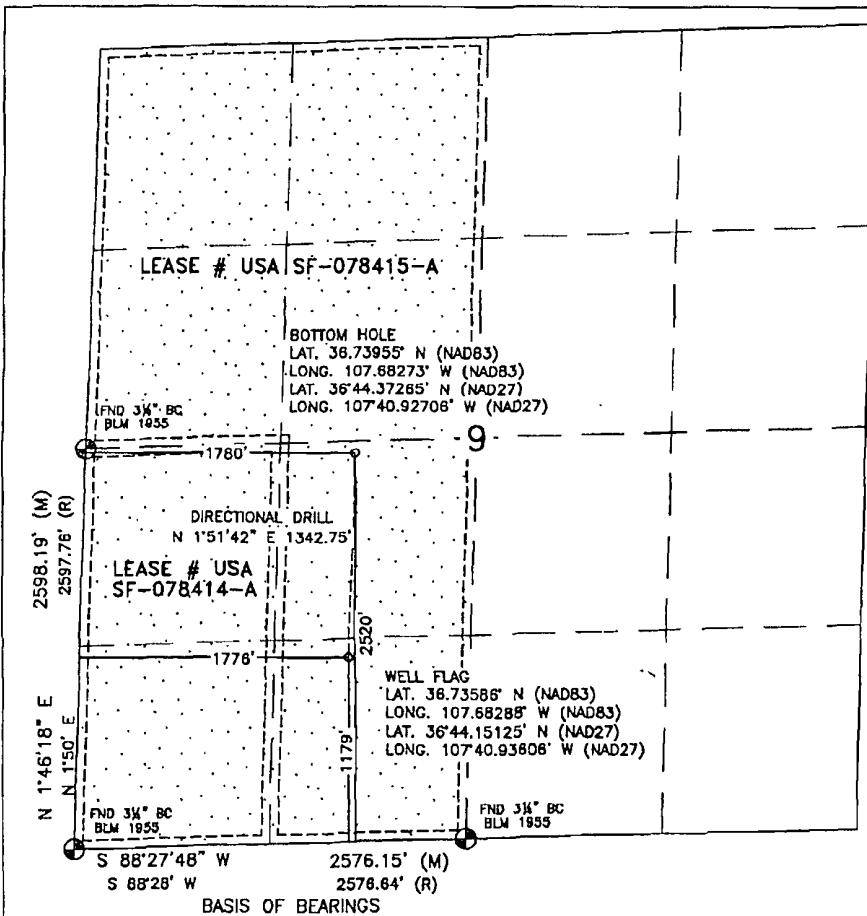 LEASE # USA SF-078415-A
BOTTOM HOLE
LAT. 36.73955° N (NAD83)
LONG. 107.68273° W (NAD83)
LAT. 36°44.37265' N (NAD27)
LONG. 107°40.92706' W (NAD27)
FND 3¼" BC
BLM 1955
9
1780'
DIRECTIONAL DRILL
N 1°51'42" E 1342.75'
2598.19' (M)
2597.76' (R)
LEASE # USA
SF-078414-A
2520'
1776'
WELL FLAG
LAT. 36.73586° N (NAD83)
LONG. 107.68288° W (NAD83)
LAT. 36°44.15125' N (NAD27)
LONG. 107°40.93606' W (NAD27)
N 1°46'18" E
N 1°50' E
1179'
FND 3¼" BC
BLM 1955
FND 3¼" BC
BLM 1955
S 88°27'48" W 2576.15' (M)
S 88°28' W 2576.64' (R)
BASIS OF BEARINGS